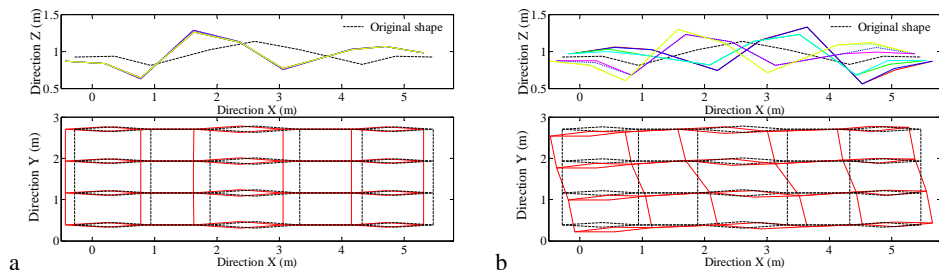 1.5
1
0.5
Direction Z (m)
Original shape
0 1 2 3 4 5
Direction X (m)
3
2
1
0
Direction Y (m)
0 1 2 3 4 5
Direction X (m)
a
1.5
1
0.5
Direction Z (m)
Original shape
0 1 2 3 4 5
Direction X (m)
3
2
1
0
Direction Y (m)
0 1 2 3 4 5
Direction X (m)
b